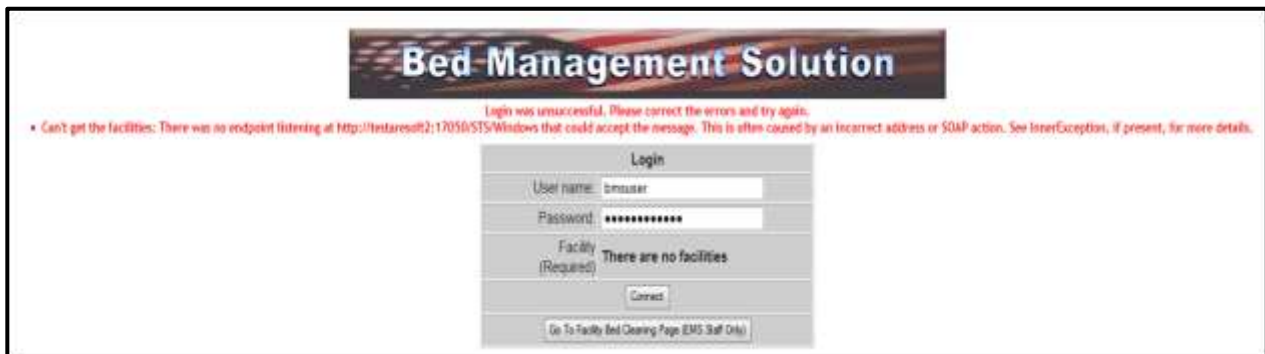 Bed Management Solution
Login was unsuccessful. Please correct the errors and try again.
• Can't get the facilities: There was no endpoint listening at http://testaresoft2:17050/STS/Windows that could accept the message. This is often caused by an incorrect address or SOAP action. See InnerException, if present, for more details.
Login
User name: bmsuser
Password: ••••••••••••
Facility
(Required) There are no facilities
Connect
Go To Facility Bed Cleaning Page (EMS Staff Only)